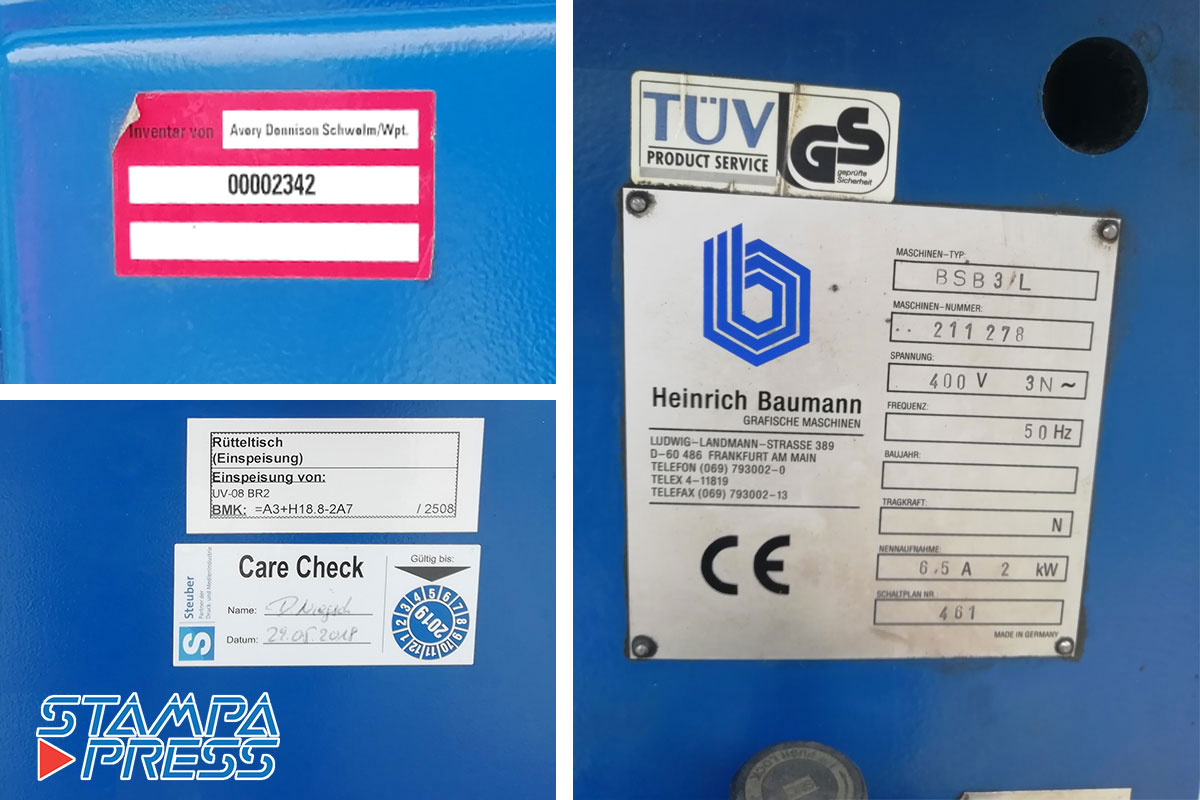 Inventar von
Avery Dennison Schwelm/Wpt.
00002342
Rütteltisch
(Einspeisung)
Einspeisung von:
UV-08 BR2
BMK: =A3+H18.8-2A7 / 2508
Steuber
Partner der
Druck- und Medienindustrie
S
Care Check
Name:
Datum: 29.05.2018
Gültig bis:
1 2 3 4 5 6 7 8 9 10 11 12
2019
STAMPA
PRESS
TÜV
PRODUCT SERVICE
GS
geprüfte
Sicherheit
b
Heinrich Baumann
GRAFISCHE MASCHINEN
LUDWIG-LANDMANN-STRASSE 389
D-60 486 FRANKFURT AM MAIN
TELEFON (069) 793002-0
TELEX 4-11819
TELEFAX (069) 793002-13
CE
MASCHINEN-TYP:
BSB 3/L
MASCHINEN-NUMMER:
.. 211 278
SPANNUNG:
400 V 3N ~
FREQUENZ:
50 Hz
BAUJAHR:
TRAGKRAFT:
N
NENNAUFNAHME:
6.5 A 2 kW
SCHALTPLAN NR.:
461
MADE IN GERMANY